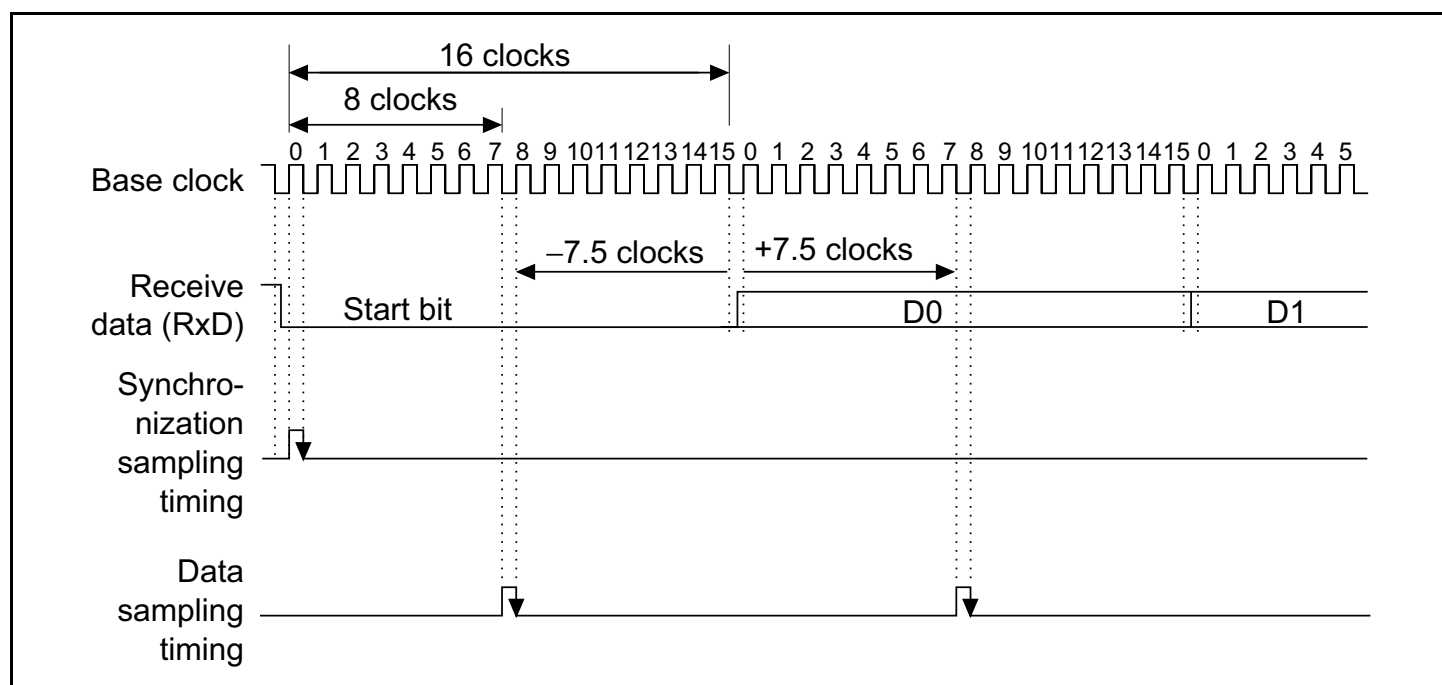 16 clocks
8 clocks
0 1 2 3 4 5 6 7 8 9 10 11 12 13 14 15 0 1 2 3 4 5 6 7 8 9 10 11 12 13 14 15 0 1 2 3 4 5
Base clock
–7.5 clocks
+7.5 clocks
Receive
data (RxD)
Start bit
D0
D1
Synchro-
nization
sampling
timing
Data
sampling
timing